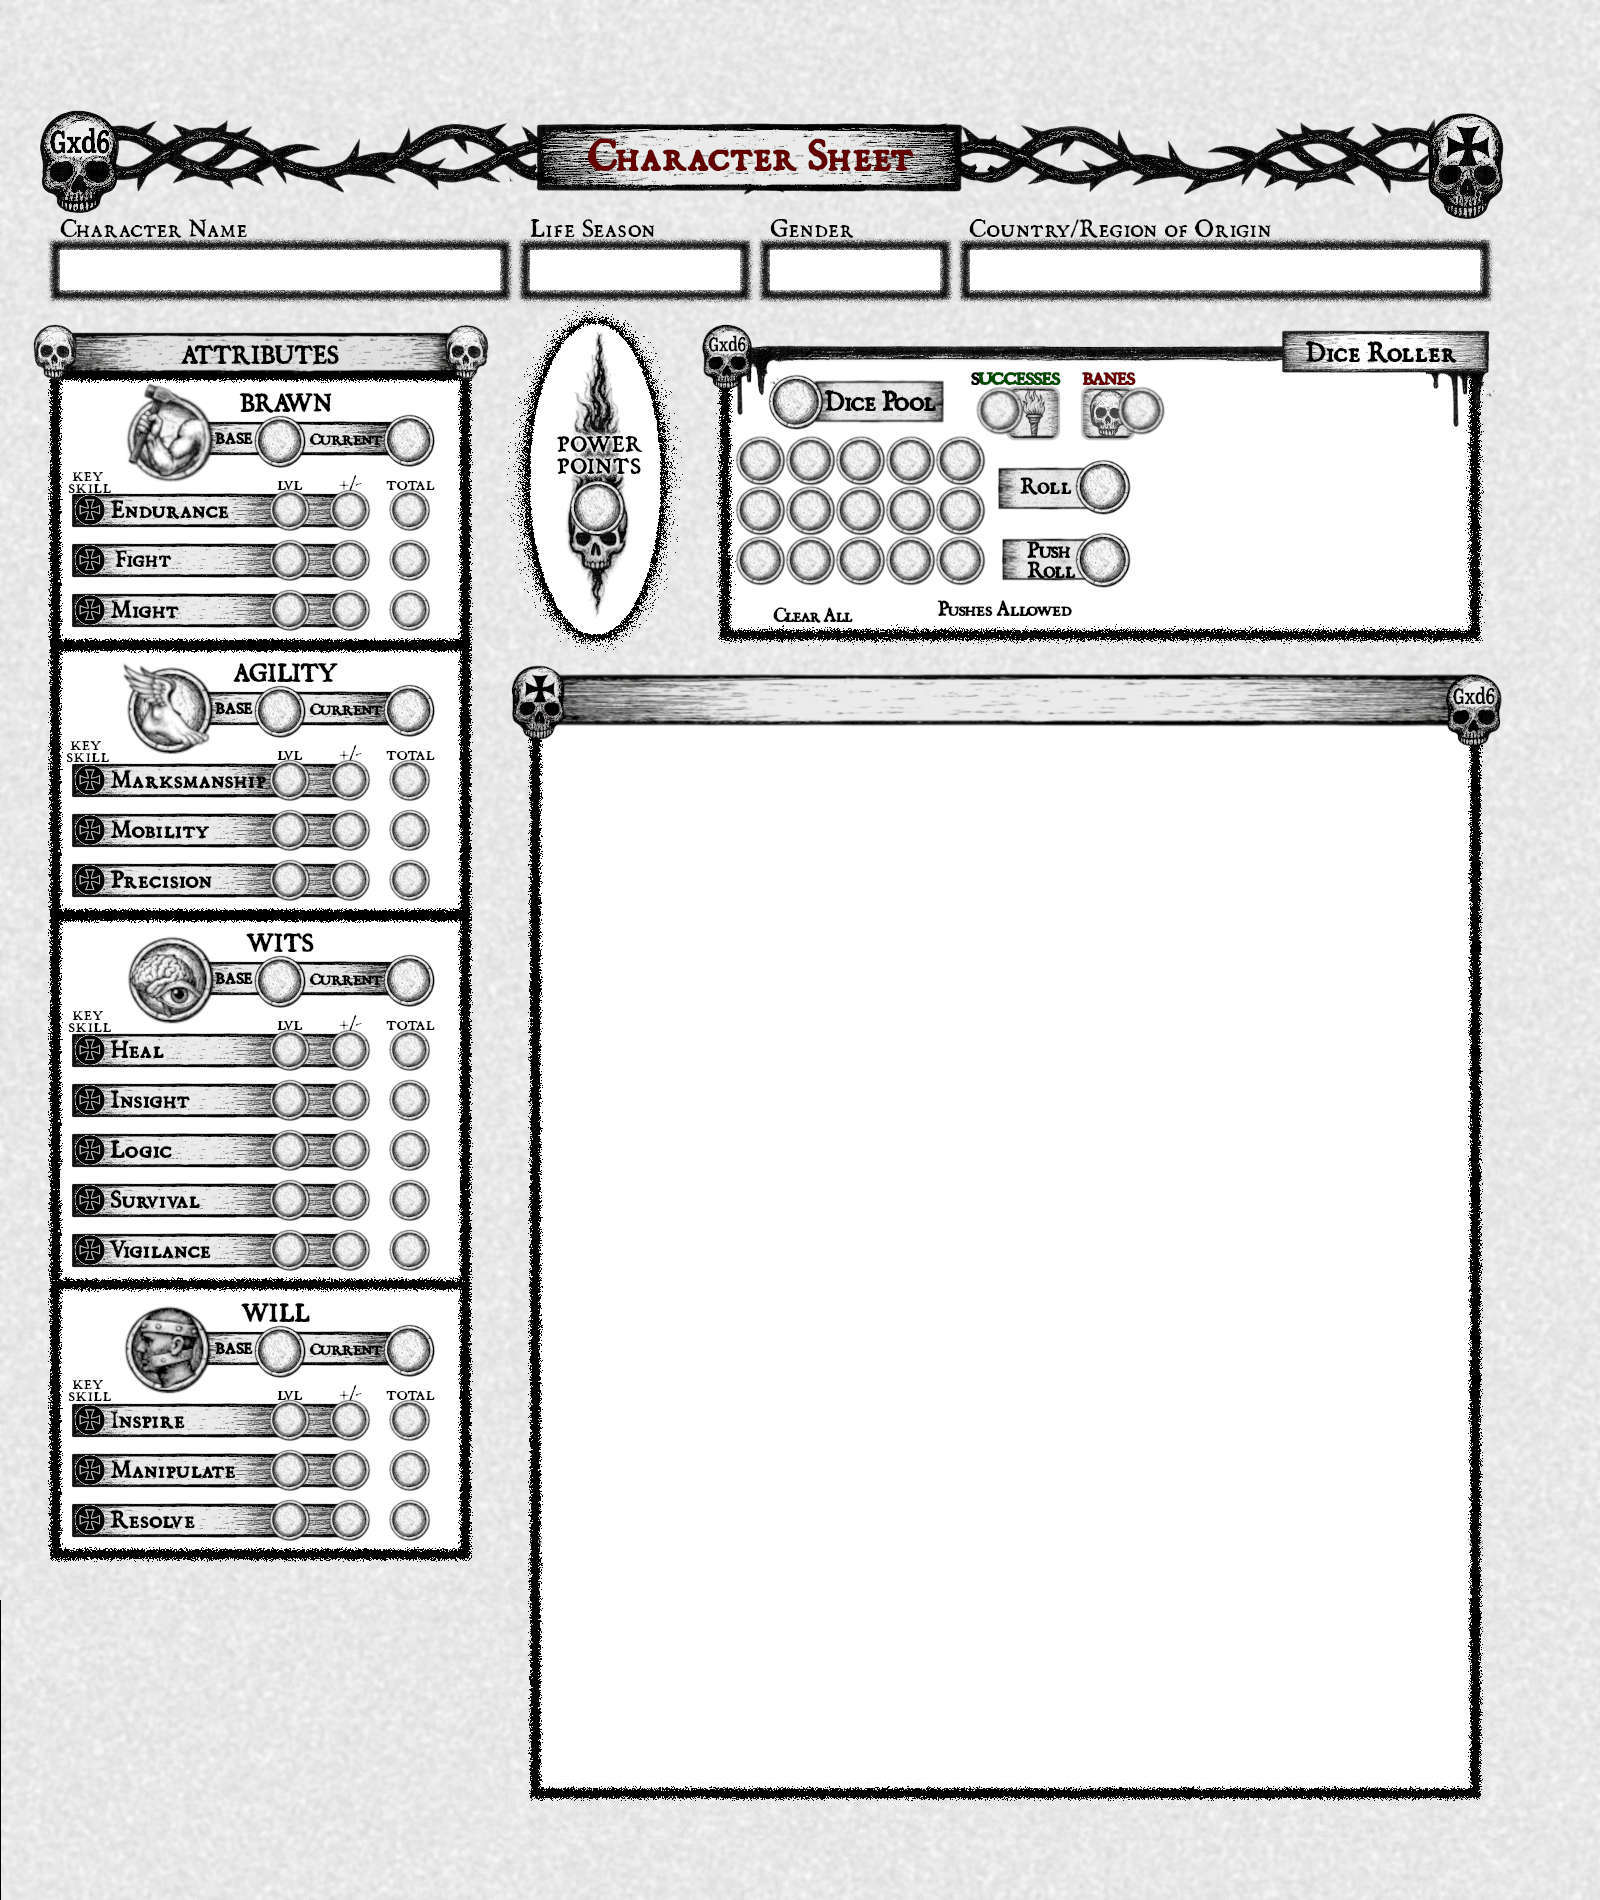 Gxd6
Character Sheet
Character Name
Life Season
Gender
Country/Region of Origin
ATTRIBUTES
BRAWN
BASE
CURRENT
KEY
SKILL
LVL
+/-
TOTAL
Endurance
Fight
Might
AGILITY
BASE
CURRENT
KEY
SKILL
LVL
+/-
TOTAL
Marksmanship
Mobility
Precision
WITS
BASE
CURRENT
KEY
SKILL
LVL
+/-
TOTAL
Heal
Insight
Logic
Survival
Vigilance
WILL
BASE
CURRENT
KEY
SKILL
LVL
+/-
TOTAL
Inspire
Manipulate
Resolve
POWER
POINTS
Gxd6
Dice Roller
Dice Pool
SUCCESSES
BANES
Roll
Push
Roll
Clear All
Pushes Allowed
Gxd6